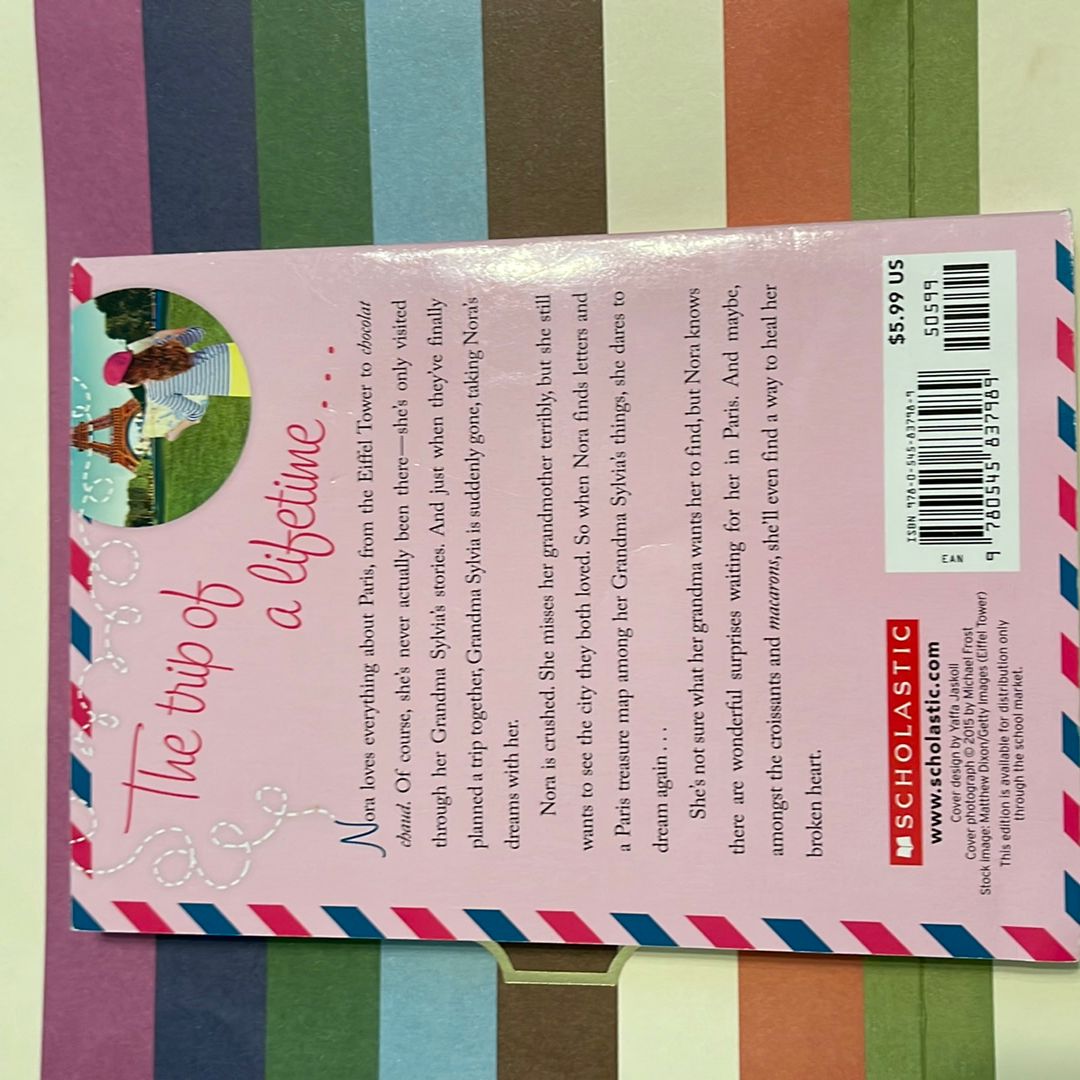 The trip of
a lifetime . . .
Nora loves everything about Paris, from the Eiffel Tower to chocolat
chaud. Of course, she's never actually been there—she's only visited
through her Grandma Sylvia's stories. And just when they've finally
planned a trip together, Grandma Sylvia is suddenly gone, taking Nora's
dreams with her.
Nora is crushed. She misses her grandmother terribly, but she still
wants to see the city they both loved. So when Nora finds letters and
a Paris treasure map among her Grandma Sylvia's things, she dares to
dream again . . .
She's not sure what her grandma wants her to find, but Nora knows
there are wonderful surprises waiting for her in Paris. And maybe,
amongst the croissants and macarons, she'll even find a way to heal her
broken heart.
SCHOLASTIC
www.scholastic.com
Cover design by Yaffa Jaskoll
Cover photograph © 2015 by Michael Frost
Stock image: Matthew Dixon/Getty Images (Eiffel Tower)
This edition is available for distribution only
through the school market.
$5.99 US
50599
ISBN 978-0-545-83798-9
EAN
9 780545 837989